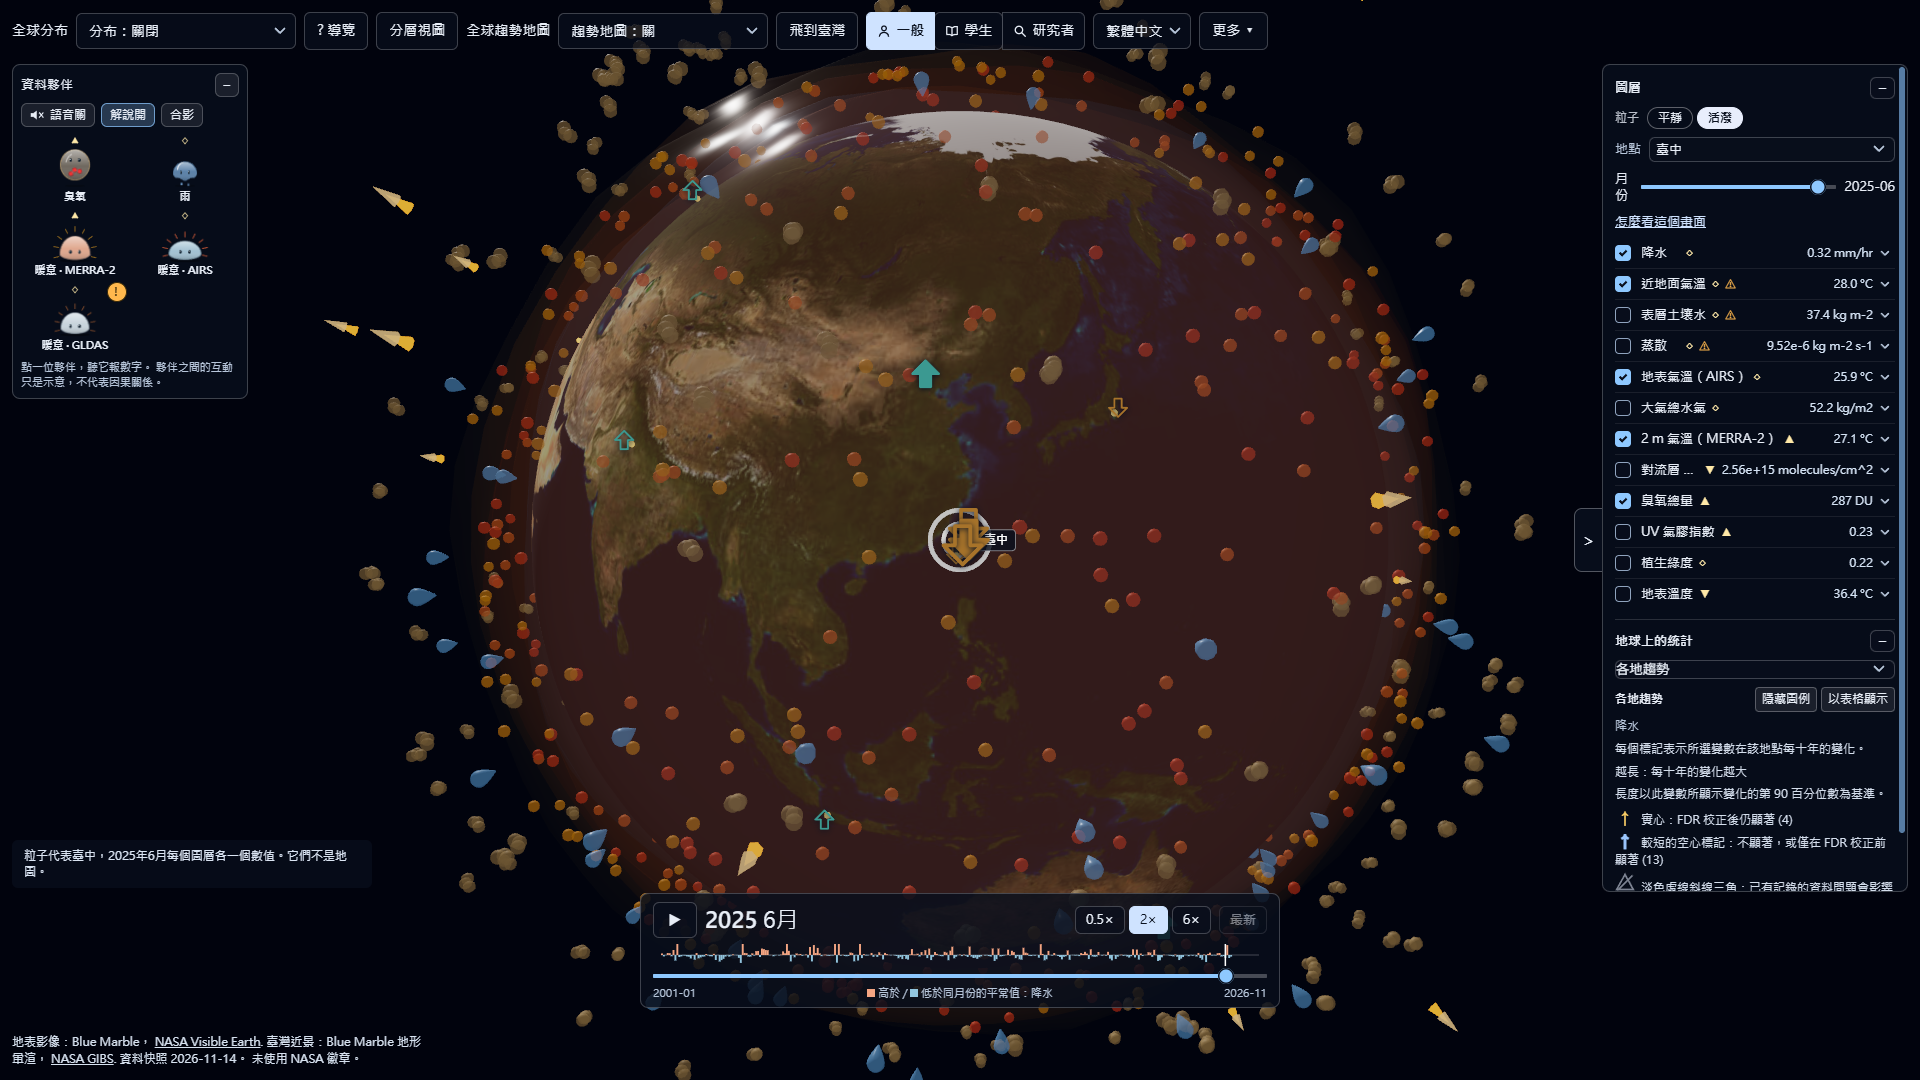 全球分布 分布：關閉 ? 導覽 分層視圖 全球趨勢地圖 趨勢地圖：關 飛到臺灣 一般 學生 研究者 繁體中文 更多 ▼
資料夥伴
語音關 解說開 合影
臭氧 雨
暖意 · MERRA-2 暖意 · AIRS
!
暖意 · GLDAS
點一位夥伴，聽它報數字。 夥伴之間的互動
只是示意，不代表因果關係。
圖層
粒子 平靜 活潑
地點 臺中
月份 2025-06
怎麼看這個畫面
降水 0.32 mm/hr
近地面氣溫 28.0 °C
表層土壤水 37.4 kg m-2
蒸散 9.52e-6 kg m-2 s-1
地表氣溫（AIRS） 25.9 °C
大氣總水氣 52.2 kg/m2
2 m 氣溫（MERRA-2） 27.1 °C
對流層 ... 2.56e+15 molecules/cm^2
臭氧總量 287 DU
UV 氣膠指數 0.23
植生綠度 0.22
地表溫度 36.4 °C
地球上的統計
各地趨勢
各地趨勢 隱藏圖例 以表格顯示
降水
每個標記表示所選變數在該地點每十年的變化。
越長：每十年的變化越大
長度以此變數所顯示變化的第 90 百分位數為基準。
實心：FDR 校正後仍顯著 (4)
較短的空心標記：不顯著，或僅在 FDR 校正前
顯著 (13)
淡色虛線斜線三角：已有記錄的資料問題會影響
>
臺中
粒子代表臺中，2025年6月每個圖層各一個數值。它們不是地
圖。
2025 6月 0.5× 2× 6× 最新
2001-01 高於 / 低於同月份的平常值：降水 2026-11
地表影像：Blue Marble， NASA Visible Earth. 臺灣近景：Blue Marble 地形
暈渲， NASA GIBS. 資料快照 2026-11-14。 未使用 NASA 徽章。